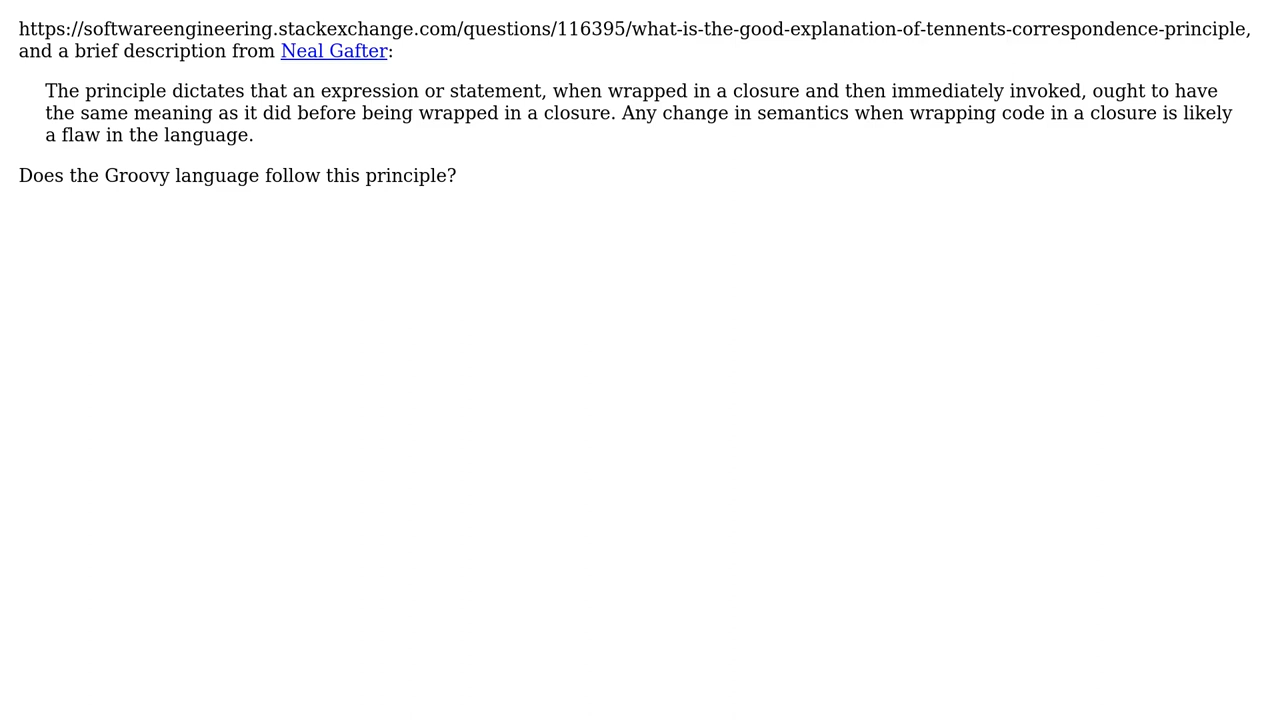 https://softwareengineering.stackexchange.com/questions/116395/what-is-the-good-explanation-of-tennents-correspondence-principle,
and a brief description from Neal Gafter:
The principle dictates that an expression or statement, when wrapped in a closure and then immediately invoked, ought to have
the same meaning as it did before being wrapped in a closure. Any change in semantics when wrapping code in a closure is likely
a flaw in the language.
Does the Groovy language follow this principle?